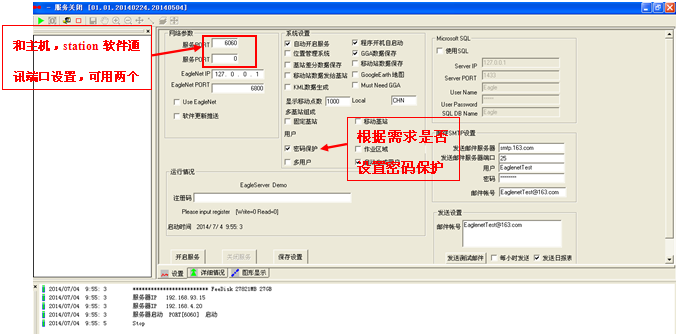 - 服务关闭 [01.01.20140224.20140504]
和主机，station 软件通
讯端口设置，可用两个
网络参数
服务PORT 6060
服务PORT 0
EagleNet IP 127. 0 . 0 . 1
EagleNet PORT 6800
Use EagleNet
软件更新推送
系统设置
自动开启服务
程序开机自启动
位置管理系统
GGA数据保存
基站差分数据保存
移动站数据保存
移动站数据发给基站
GoogleEarth 地图
KML数据生成
Must Need GGA
显示移动点数 1000 Local CHN
多基站组成
固定基站
移动基站
用户
密码保护
作业区域
多用户
根据需求是否
设置密码保护
Microsoft SQL
使用SQL
Server IP 127.0.0.1
Server PORT 1433
User Name Eagle
User Password *****
SQL DB Name Eagle
SMTP设置
发送邮件服务器 smtp.163.com
发送邮件服务器端口 25
用户 EaglenetTest
密码 ********
邮件帐号 EaglenetTest@163.com
运行情况
EagleServer Demo
注册码
Please input register [Write=0 Read=0]
启动时间 2014/ 7/ 4 9:55: 3
发送设置
邮件帐号 EaglenetTest@163.com
发送测试邮件 每小时发送 发送日报表
开启服务 关闭服务 保存设置
设置 详细情况 图形显示
2014/07/04 9:55: 3 *************************** FeeDisk 27821MB 27GB
2014/07/04 9:55: 3 服务器IP 192.168.93.15
2014/07/04 9:55: 3 服务器IP 192.168.4.20
2014/07/04 9:55: 3 服务器启动 PORT[6060] 启动
2014/07/04 9:55: 5 Stop